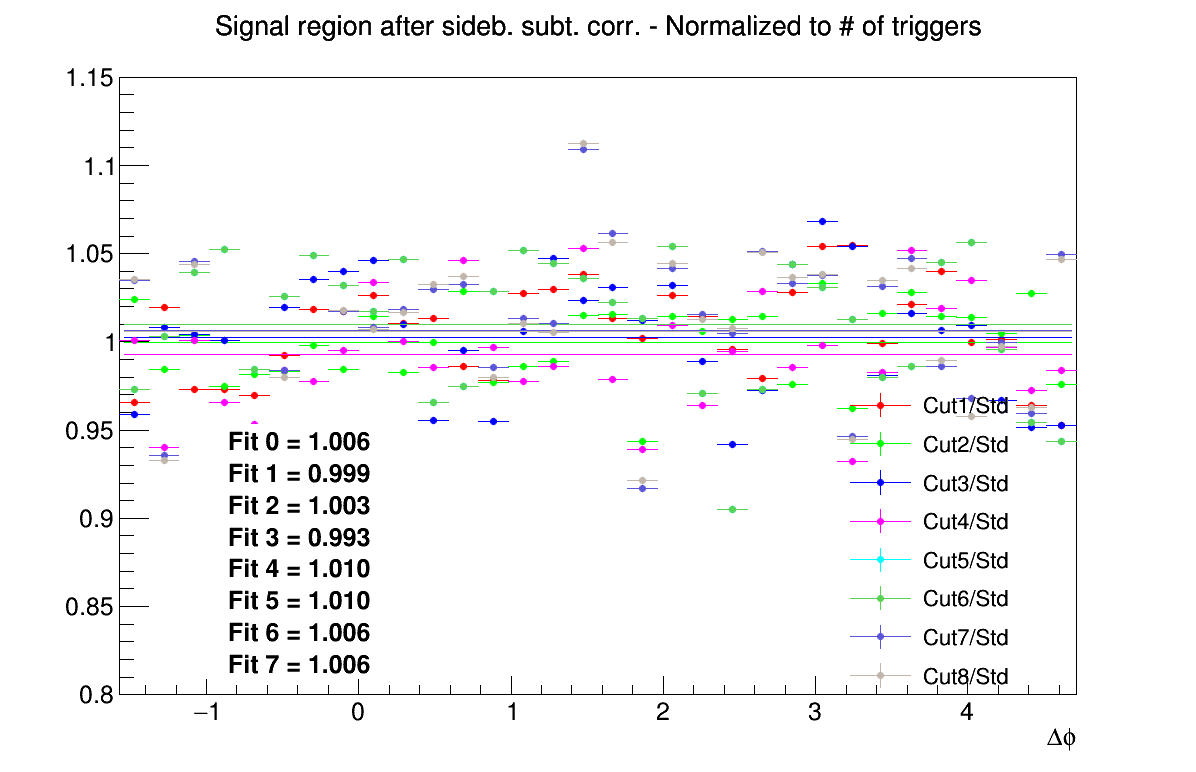 Signal region after sideb. subt. corr. - Normalized to # of triggers
1.15
1.1
1.05
1
0.95
0.9
0.85
0.8
Fit 0 = 1.006
Fit 1 = 0.999
Fit 2 = 1.003
Fit 3 = 0.993
Fit 4 = 1.010
Fit 5 = 1.010
Fit 6 = 1.006
Fit 7 = 1.006
Cut1/Std
Cut2/Std
Cut3/Std
Cut4/Std
Cut5/Std
Cut6/Std
Cut7/Std
Cut8/Std
−1 0 1 2 3 4
Δϕ